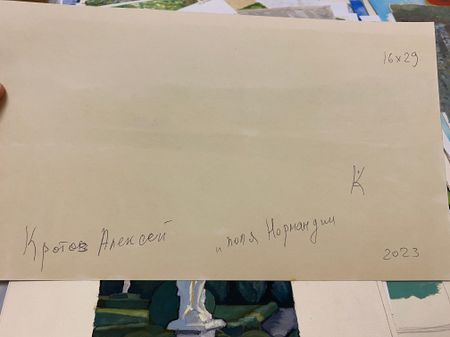 16x29
К
Кротов Алексей
„поля Нормандии
2023